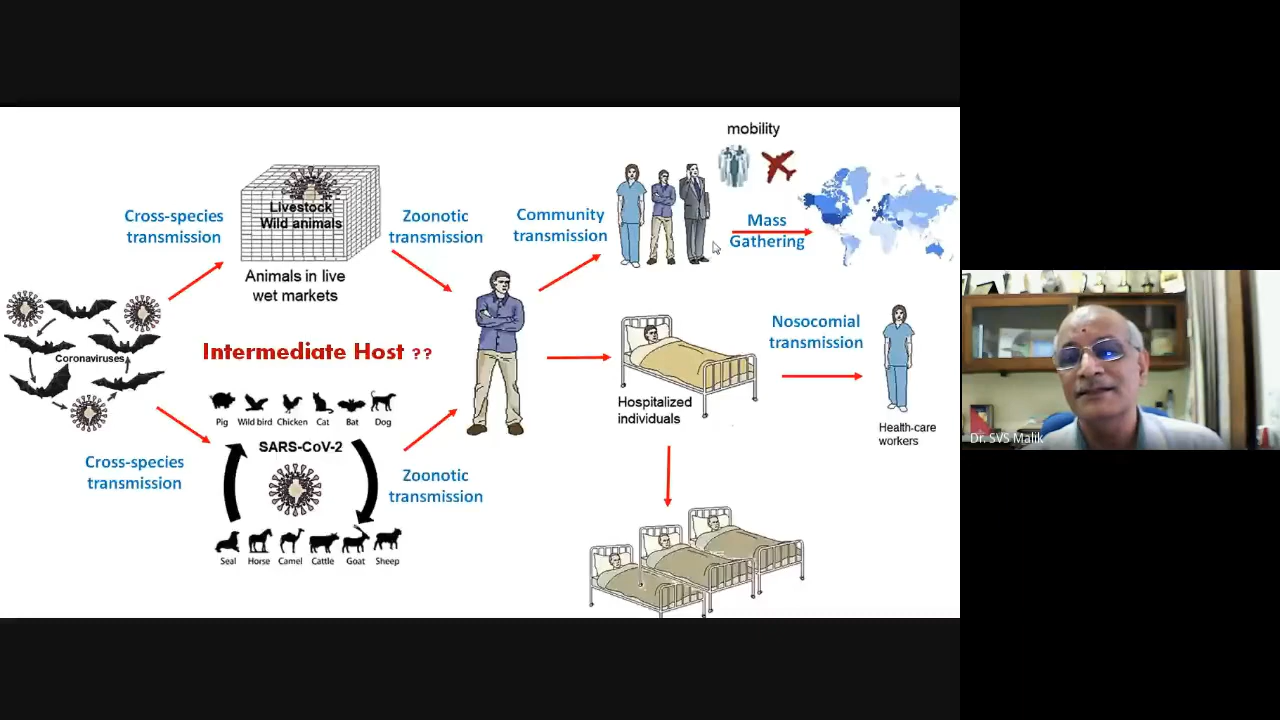 mobility
Livestock
Wild animals
Cross-species
transmission
Zoonotic
transmission
Community
transmission
Mass
Gathering
Animals in live
wet markets
Coronaviruses
Intermediate Host ??
Nosocomial
transmission
Pig Wild bird Chicken Cat Bat Dog
Hospitalized
individuals
Health-care
workers
Dr. SVS Malik
SARS-CoV-2
Cross-species
transmission
Zoonotic
transmission
Seal Horse Camel Cattle Goat Sheep